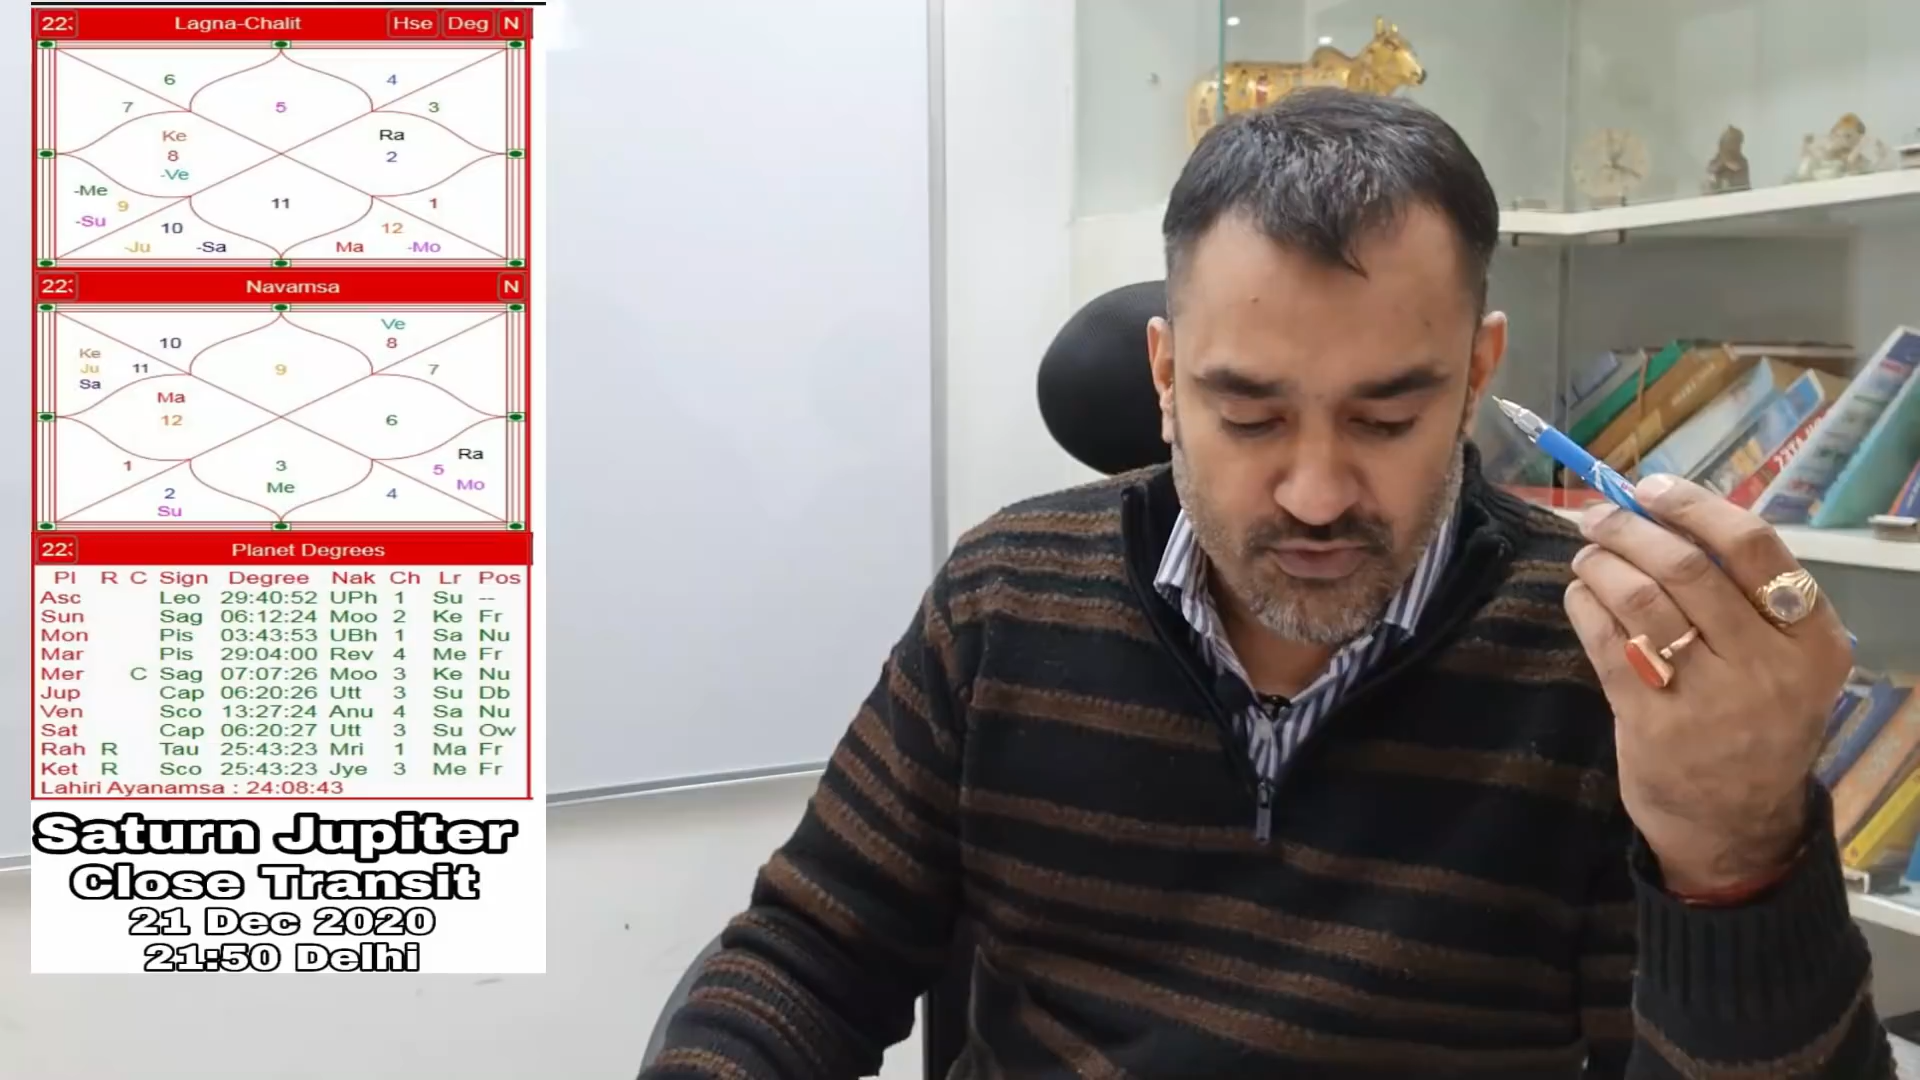 22: Lagna-Chalit Hse Deg N
6 4
7 5 3
Ke Ra
8 2
-Ve
-Me
9 11 1
-Su
10 12
-Ju -Sa Ma -Mo
22: Navamsa N
Ve
10 8
Ke
Ju 11 9 7
Sa
Ma
12 6
Ra
1 3 5
Me Mo
2 4
Su
22: Planet Degrees
Pl R C Sign Degree Nak Ch Lr Pos
Asc Leo 29:40:52 UPh 1 Su --
Sun Sag 06:12:24 Moo 2 Ke Fr
Mon Pis 03:43:53 UBh 1 Sa Nu
Mar Pis 29:04:00 Rev 4 Me Fr
Mer C Sag 07:07:26 Moo 3 Ke Nu
Jup Cap 06:20:26 Utt 3 Su Db
Ven Sco 13:27:24 Anu 4 Sa Nu
Sat Cap 06:20:27 Utt 3 Su Ow
Rah R Tau 25:43:23 Mri 1 Ma Fr
Ket R Sco 25:43:23 Jye 3 Me Fr
Lahiri Ayanamsa : 24:08:43
Saturn Jupiter
Close Transit
21 Dec 2020
21:50 Delhi